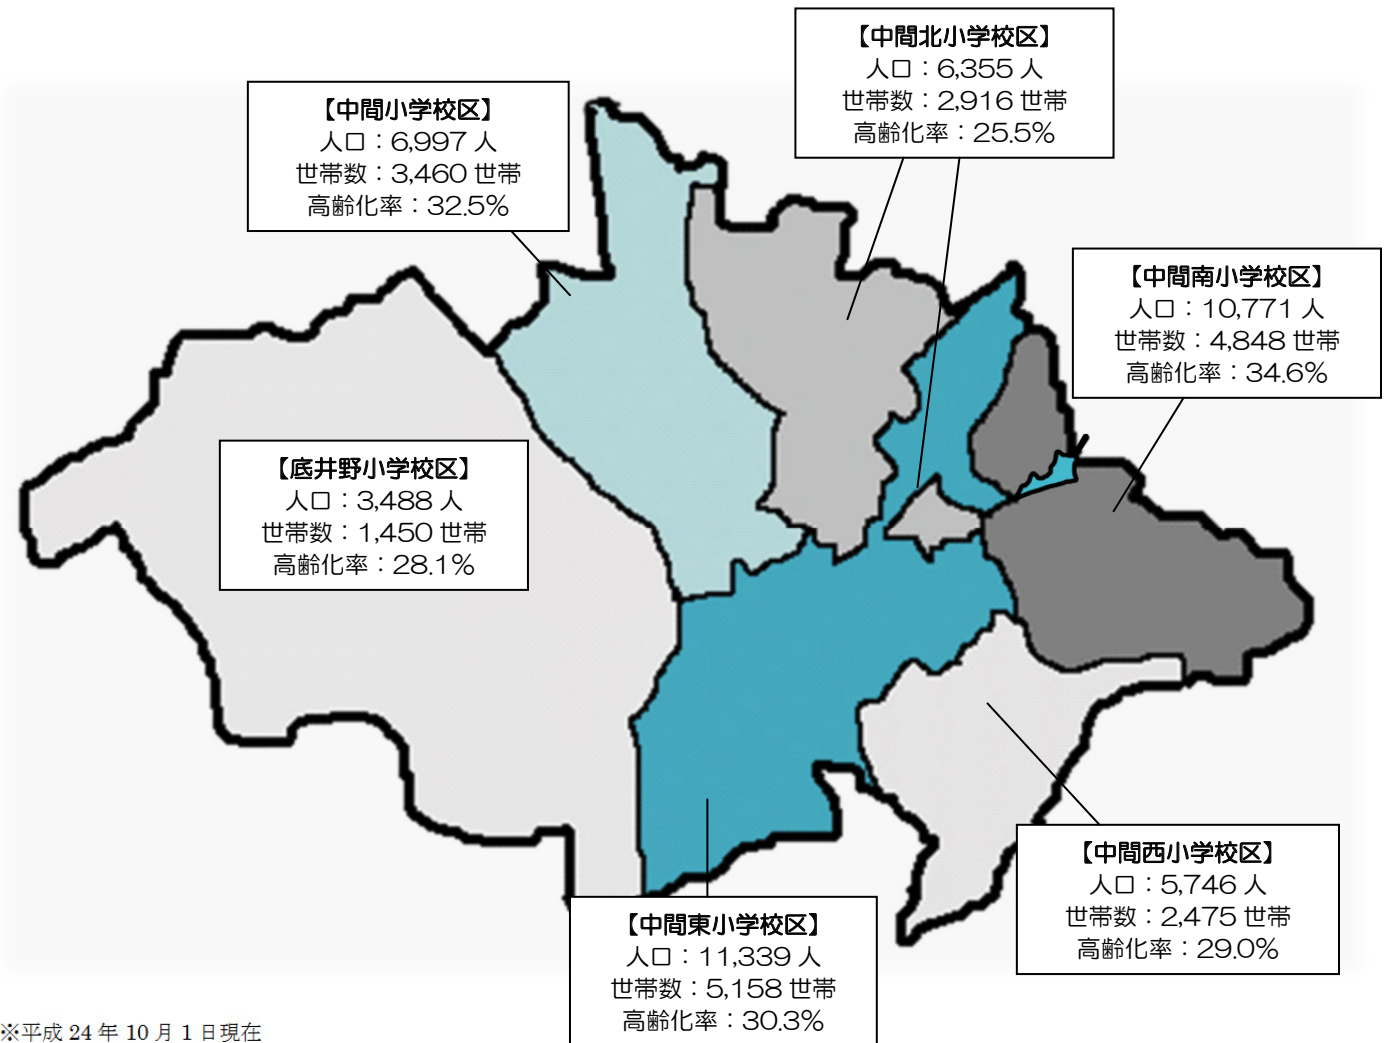 【中間北小学校区】
人口：6,355 人
世帯数：2,916 世帯
高齢化率：25.5%
【中間小学校区】
人口：6,997 人
世帯数：3,460 世帯
高齢化率：32.5%
【中間南小学校区】
人口：10,771 人
世帯数：4,848 世帯
高齢化率：34.6%
【底井野小学校区】
人口：3,488 人
世帯数：1,450 世帯
高齢化率：28.1%
【中間西小学校区】
人口：5,746 人
世帯数：2,475 世帯
高齢化率：29.0%
【中間東小学校区】
人口：11,339 人
世帯数：5,158 世帯
高齢化率：30.3%
※平成 24 年 10 月 1 日現在